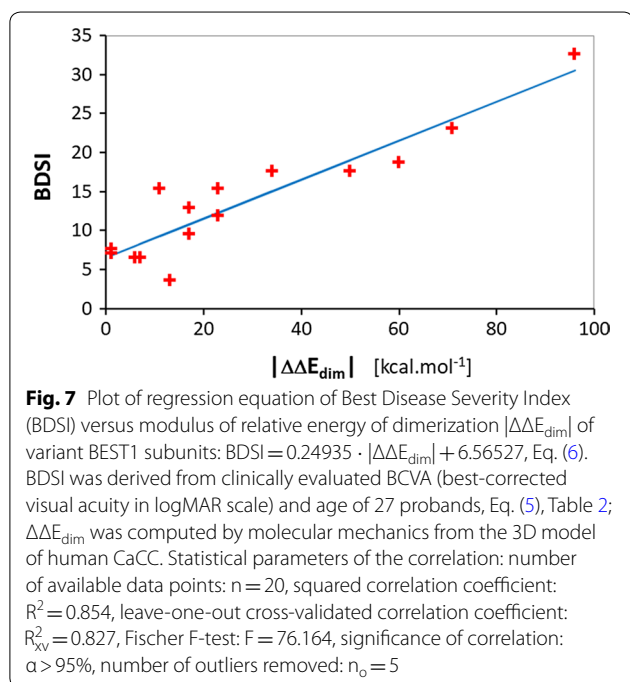 35
30
25
20
15
10
5
0
BDSI
0 20 40 60 80 100
|ΔΔE_dim| [kcal.mol⁻¹]
Fig. 7 Plot of regression equation of Best Disease Severity Index
(BDSI) versus modulus of relative energy of dimerization |ΔΔE_dim| of
variant BEST1 subunits: BDSI = 0.24935 · |ΔΔE_dim| + 6.56527, Eq. (6).
BDSI was derived from clinically evaluated BCVA (best-corrected
visual acuity in logMAR scale) and age of 27 probands, Eq. (5), Table 2;
ΔΔE_dim was computed by molecular mechanics from the 3D model
of human CaCC. Statistical parameters of the correlation: number
of available data points: n = 20, squared correlation coefficient:
R² = 0.854, leave-one-out cross-validated correlation coefficient:
R²_xv = 0.827, Fischer F-test: F = 76.164, significance of correlation:
α > 95%, number of outliers removed: n_o = 5